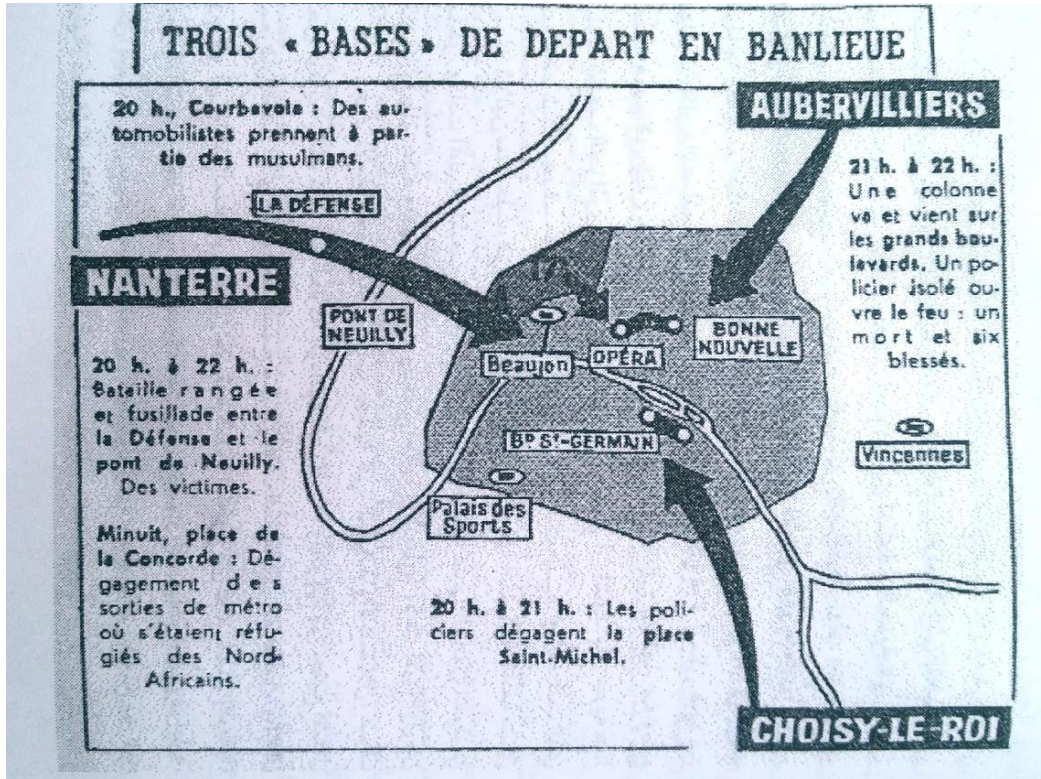 TROIS « BASES » DE DEPART EN BANLIEUE
20 h., Courbevoie : Des au-
tomobilistes prennent à par-
tie des musulmans.
LA DÉFENSE
NANTERRE
PONT DE
NEUILLY
20 h. à 22 h. :
Bataille rangée
et fusillade entre
la Défense et le
pont de Neuilly.
Des victimes.
Minuit, place de
la Concorde : Dé-
gagement des
sorties de métro
où s'étaient réfu-
giés des Nord-
Africains.
Beaujon
OPÉRA
BONNE
NOUVELLE
Bᴰ Sᵗ-GERMAIN
Palais des
Sports
20 h. à 21 h. : Les poli-
ciers dégagent la place
Saint-Michel.
AUBERVILLIERS
21 h. à 22 h. :
Une colonne
va et vient sur
les grands bou-
levards. Un po-
licier isolé ou-
vre le feu : un
mort et six
blessés.
Vincennes
CHOISY-LE-ROI